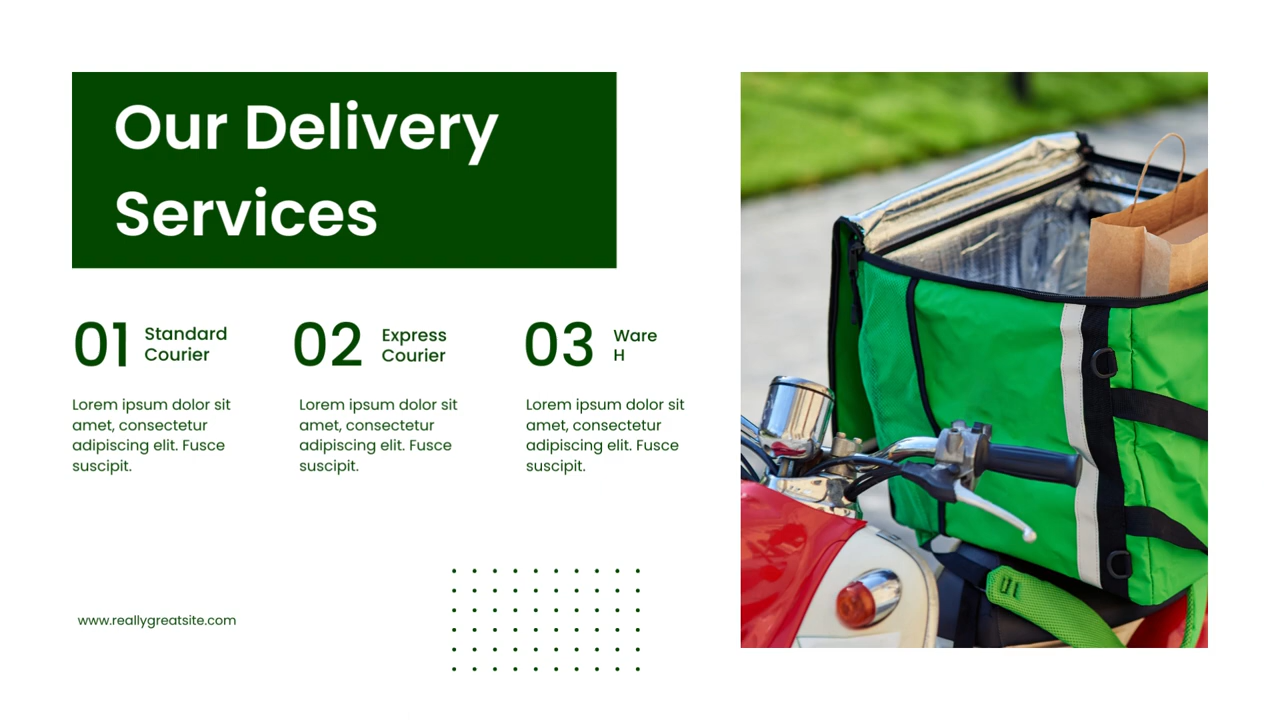 Our Delivery
Services
01 Standard
Courier
Lorem ipsum dolor sit
amet, consectetur
adipiscing elit. Fusce
suscipit.
02 Express
Courier
Lorem ipsum dolor sit
amet, consectetur
adipiscing elit. Fusce
suscipit.
03 Ware
H
Lorem ipsum dolor sit
amet, consectetur
adipiscing elit. Fusce
suscipit.
www.reallygreatsite.com
01